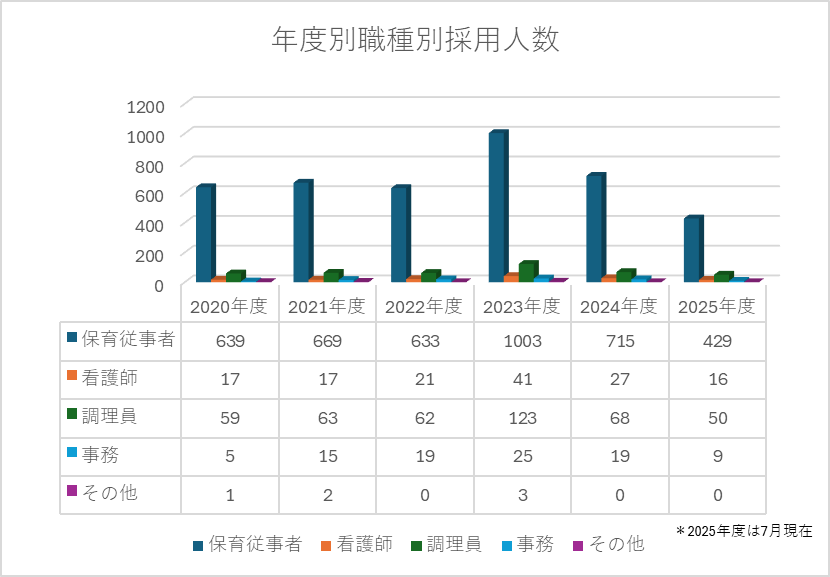 年度別職種別採用人数
1200
1000
800
600
400
200
0
2020年度 2021年度 2022年度 2023年度 2024年度 2025年度
保育従事者 639 669 633 1003 715 429
看護師 17 17 21 41 27 16
調理員 59 63 62 123 68 50
事務 5 15 19 25 19 9
その他 1 2 0 3 0 0
保育従事者 看護師 調理員 事務 その他
＊2025年度は7月現在